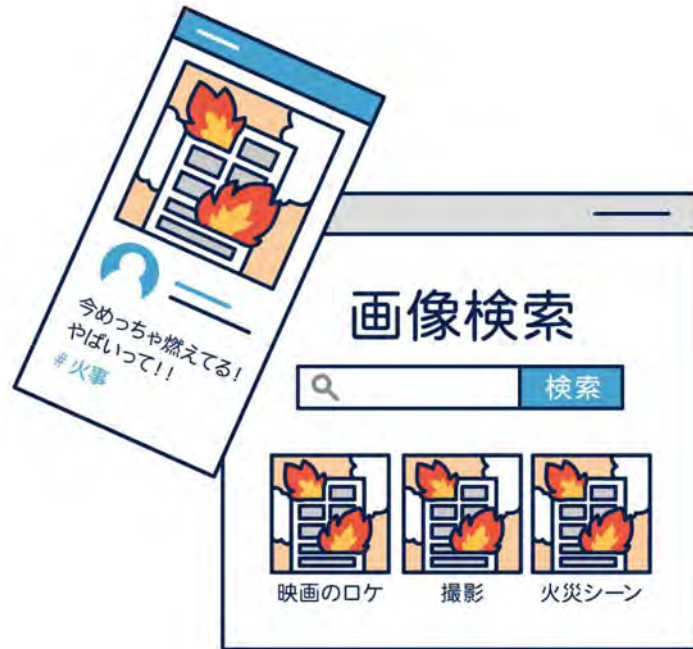 今めっちゃ燃えてる!
やばいって!!
#火事
画像検索
検索
映画のロケ
撮影
火災シーン